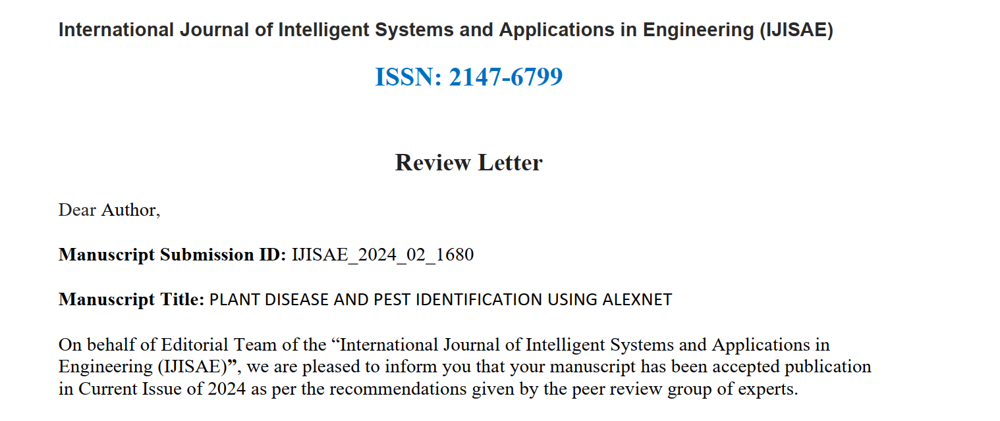 International Journal of Intelligent Systems and Applications in Engineering (IJISAE)
ISSN: 2147-6799
Review Letter
Dear Author,
Manuscript Submission ID: IJISAE_2024_02_1680
Manuscript Title: PLANT DISEASE AND PEST IDENTIFICATION USING ALEXNET
On behalf of Editorial Team of the “International Journal of Intelligent Systems and Applications in
Engineering (IJISAE)”, we are pleased to inform you that your manuscript has been accepted publication
in Current Issue of 2024 as per the recommendations given by the peer review group of experts.